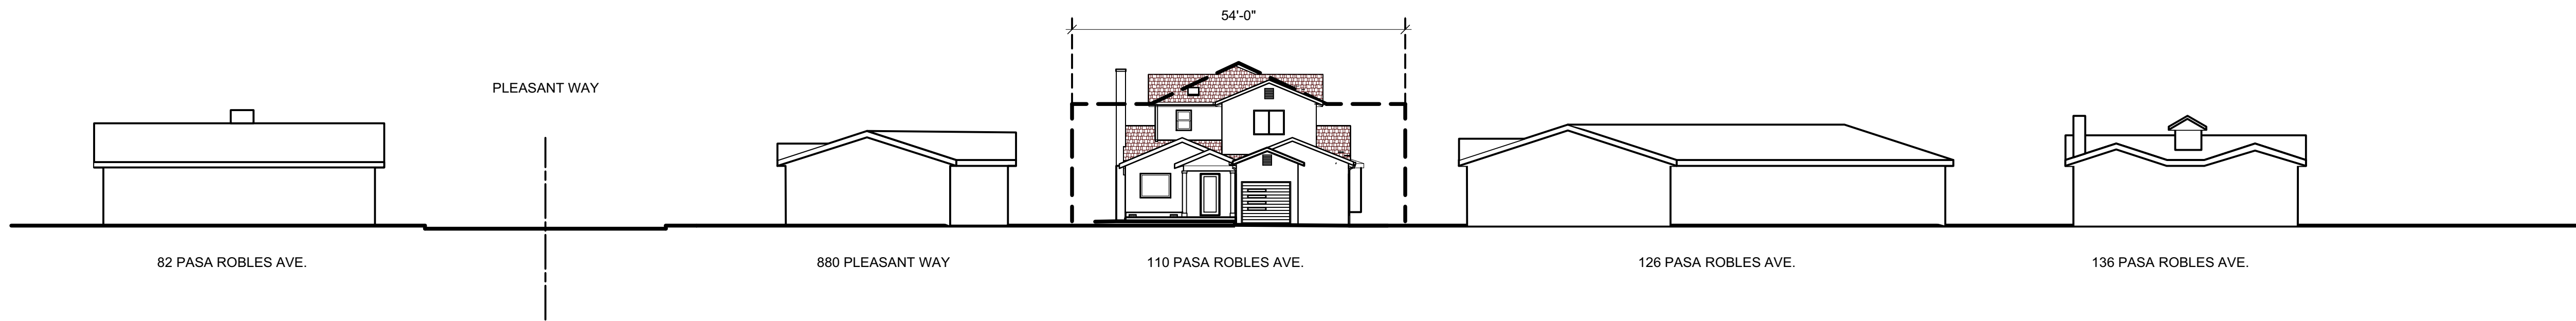 54'-0"
PLEASANT WAY
82 PASA ROBLES AVE.
880 PLEASANT WAY
110 PASA ROBLES AVE.
126 PASA ROBLES AVE.
136 PASA ROBLES AVE.